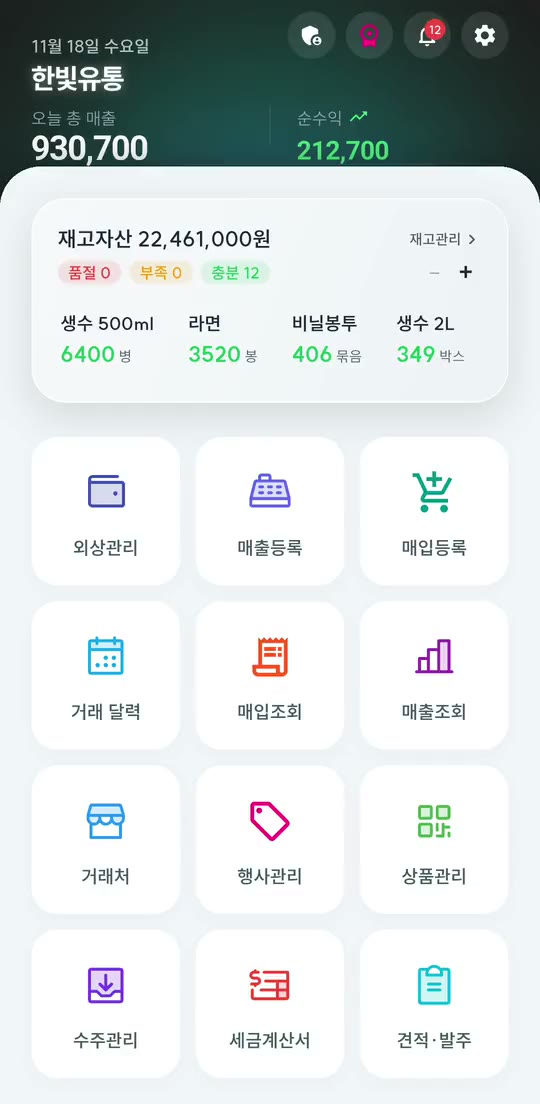 11월 18일 수요일
12
한빛유통
오늘 총 매출
순수익
930,700
212,700
재고자산 22,461,000원
재고관리
품절 0
부족 0
충분 12
생수 500ml
라면
비닐봉투
생수 2L
6400 병
3520 봉
406 묶음
349 박스
외상관리
매출등록
매입등록
거래 달력
매입조회
매출조회
거래처
행사관리
상품관리
수주관리
세금계산서
견적·발주